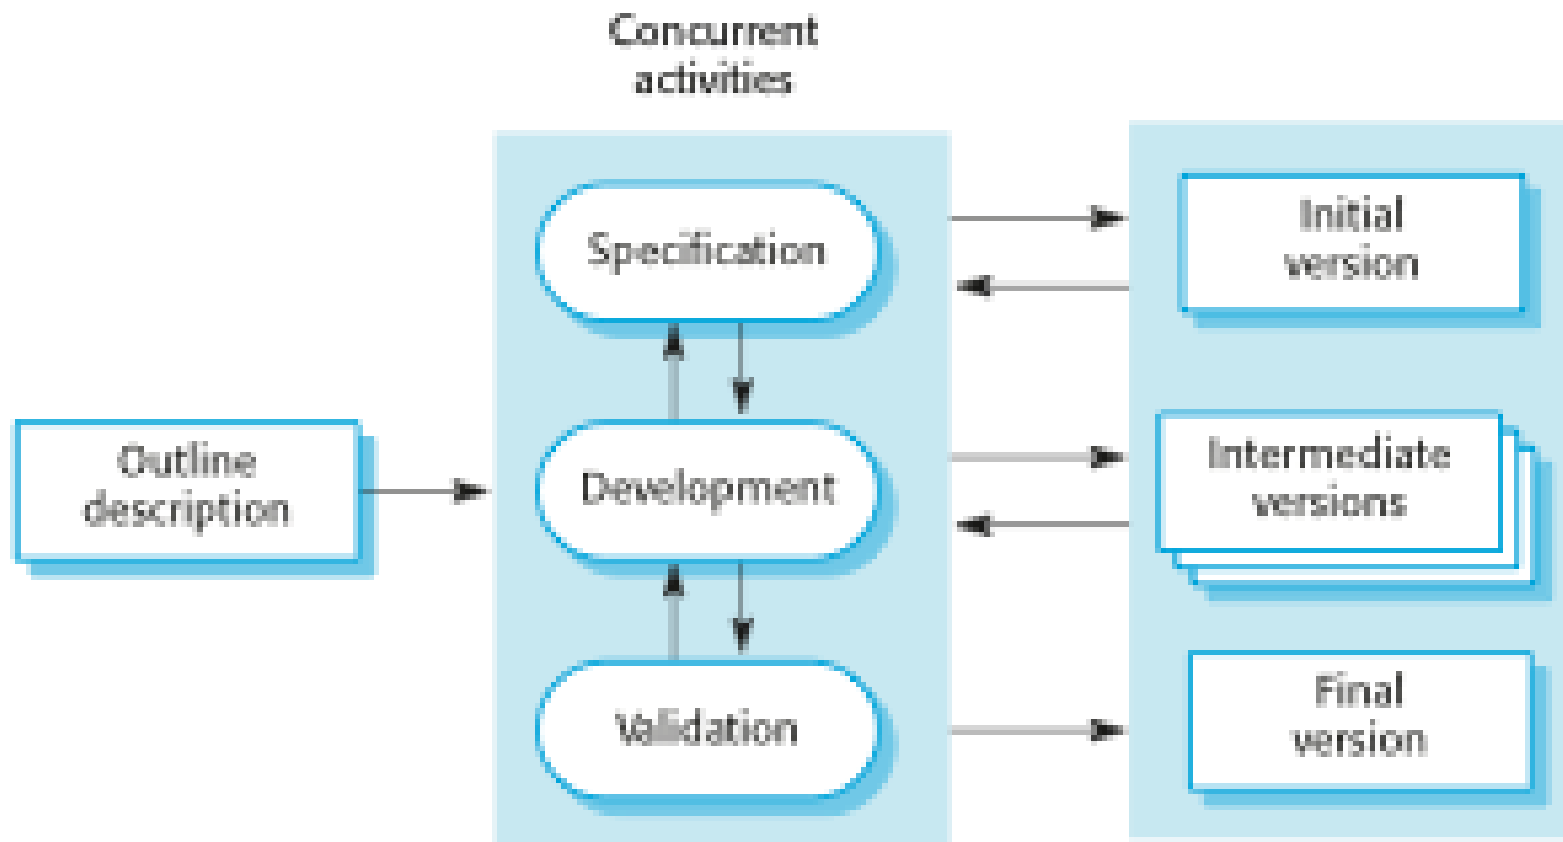 Concurrent
activities
Specification
Initial
version
Outline
description
Development
Intermediate
versions
Validation
Final
version